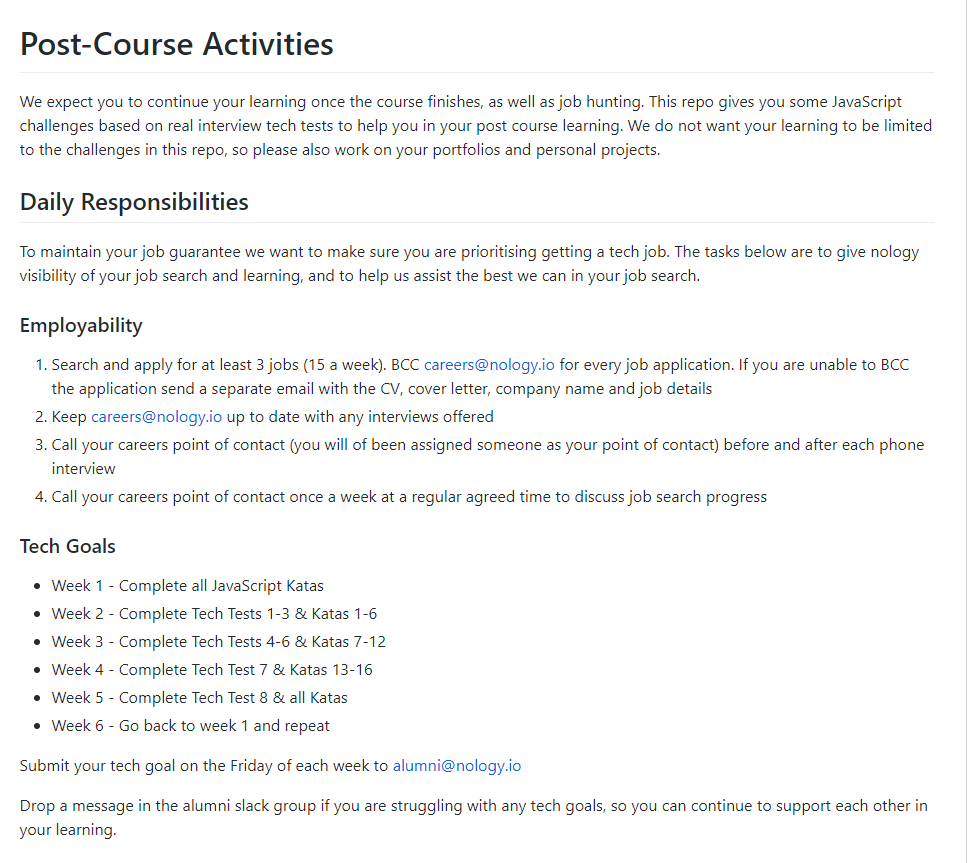 Post-Course Activities
We expect you to continue your learning once the course finishes, as well as job hunting. This repo gives you some JavaScript
challenges based on real interview tech tests to help you in your post course learning. We do not want your learning to be limited
to the challenges in this repo, so please also work on your portfolios and personal projects.
Daily Responsibilities
To maintain your job guarantee we want to make sure you are prioritising getting a tech job. The tasks below are to give nology
visibility of your job search and learning, and to help us assist the best we can in your job search.
Employability
1. Search and apply for at least 3 jobs (15 a week). BCC careers@nology.io for every job application. If you are unable to BCC
the application send a separate email with the CV, cover letter, company name and job details
2. Keep careers@nology.io up to date with any interviews offered
3. Call your careers point of contact (you will of been assigned someone as your point of contact) before and after each phone
interview
4. Call your careers point of contact once a week at a regular agreed time to discuss job search progress
Tech Goals
• Week 1 - Complete all JavaScript Katas
• Week 2 - Complete Tech Tests 1-3 & Katas 1-6
• Week 3 - Complete Tech Tests 4-6 & Katas 7-12
• Week 4 - Complete Tech Test 7 & Katas 13-16
• Week 5 - Complete Tech Test 8 & all Katas
• Week 6 - Go back to week 1 and repeat
Submit your tech goal on the Friday of each week to alumni@nology.io
Drop a message in the alumni slack group if you are struggling with any tech goals, so you can continue to support each other in
your learning.